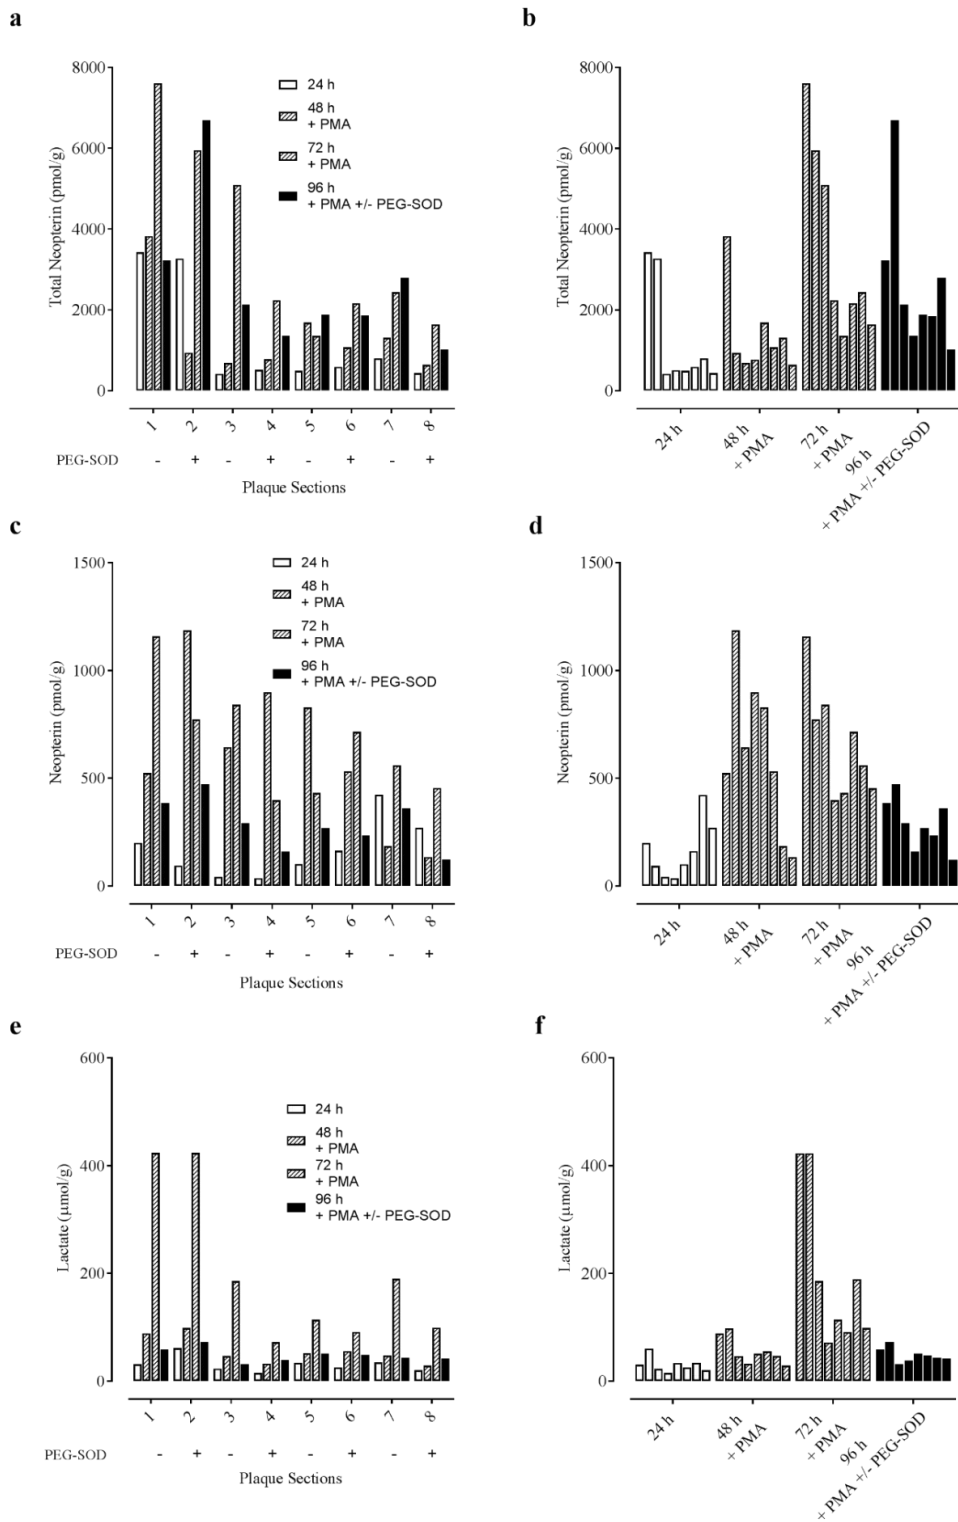 a
8000
6000
4000
2000
0
Total Neopterin (pmol/g)
24 h
48 h
+ PMA
72 h
+ PMA
96 h
+ PMA +/- PEG-SOD
1 2 3 4 5 6 7 8
PEG-SOD - + - + - + - +
Plaque Sections
b
8000
6000
4000
2000
0
Total Neopterin (pmol/g)
24 h
48 h
+ PMA
72 h
+ PMA
96 h
+ PMA +/- PEG-SOD
c
1500
1000
500
0
Neopterin (pmol/g)
24 h
48 h
+ PMA
72 h
+ PMA
96 h
+ PMA +/- PEG-SOD
1 2 3 4 5 6 7 8
PEG-SOD - + - + - + - +
Plaque Sections
d
1500
1000
500
0
Neopterin (pmol/g)
24 h
48 h
+ PMA
72 h
+ PMA
96 h
+ PMA +/- PEG-SOD
e
600
400
200
0
Lactate (µmol/g)
24 h
48 h
+ PMA
72 h
+ PMA
96 h
+ PMA +/- PEG-SOD
1 2 3 4 5 6 7 8
PEG-SOD - + - + - + - +
Plaque Sections
f
600
400
200
0
Lactate (µmol/g)
24 h
48 h
+ PMA
72 h
+ PMA
96 h
+ PMA +/- PEG-SOD